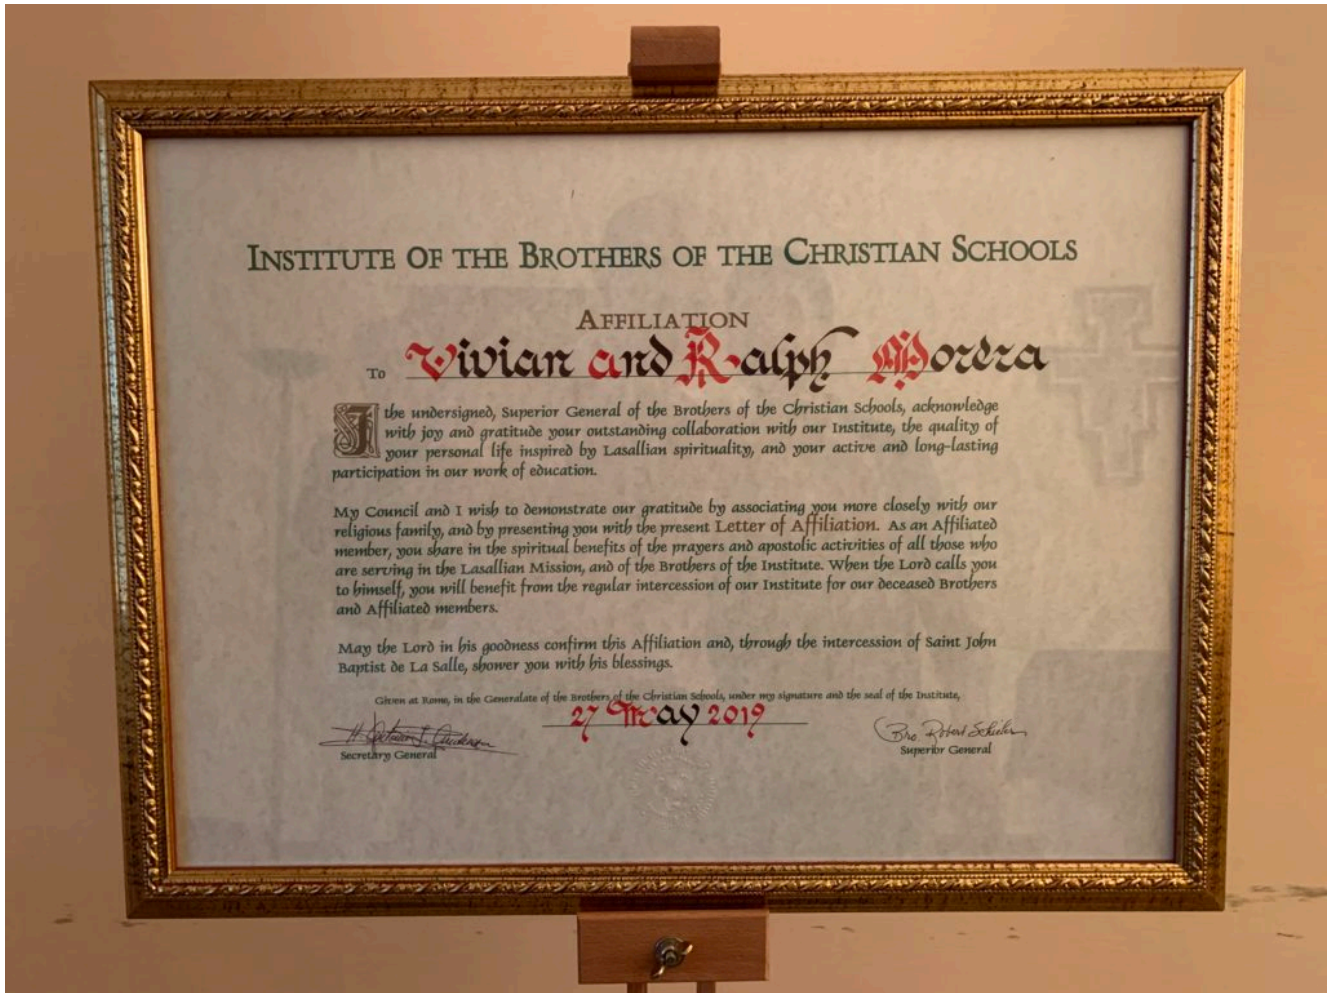 INSTITUTE OF THE BROTHERS OF THE CHRISTIAN SCHOOLS
AFFILIATION
To Vivian and Ralph Morera
I the undersigned, Superior General of the Brothers of the Christian Schools, acknowledge
with joy and gratitude your outstanding collaboration with our Institute, the quality of
your personal life inspired by Lasallian spirituality, and your active and long-lasting
participation in our work of education.
My Council and I wish to demonstrate our gratitude by associating you more closely with our
religious family, and by presenting you with the present Letter of Affiliation. As an Affiliated
member, you share in the spiritual benefits of the prayers and apostolic activities of all those who
are serving in the Lasallian Mission, and of the Brothers of the Institute. When the Lord calls you
to himself, you will benefit from the regular intercession of our Institute for our deceased Brothers
and Affiliated members.
May the Lord in his goodness confirm this Affiliation and, through the intercession of Saint John
Baptist de La Salle, shower you with his blessings.
Given at Rome, in the Generalate of the Brothers of the Christian Schools, under my signature and the seal of the Institute,
27 May 2019
Bro. Robert Schieler
Secretary General
Superior General